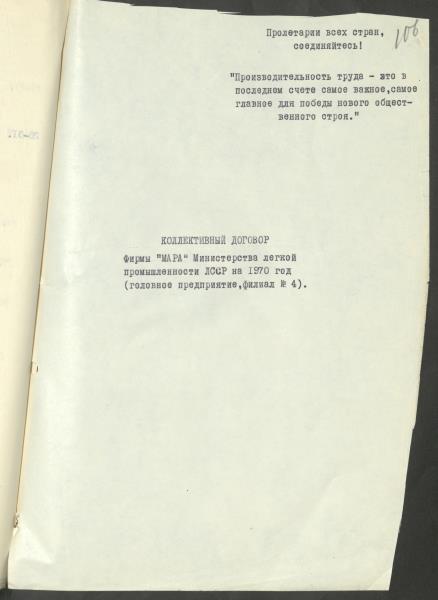 106
Пролетарии всех стран,
соединяйтесь!
"Производительность труда - это в
последнем счете самое важное,самое
главное для победы нового общест-
венного строя."
КОЛЛЕКТИВНЫЙ ДОГОВОР
Фирмы "МАРА" Министерства легкой
промышленности ЛССР на 1970 год
(головное предприятие,филиал № 4).